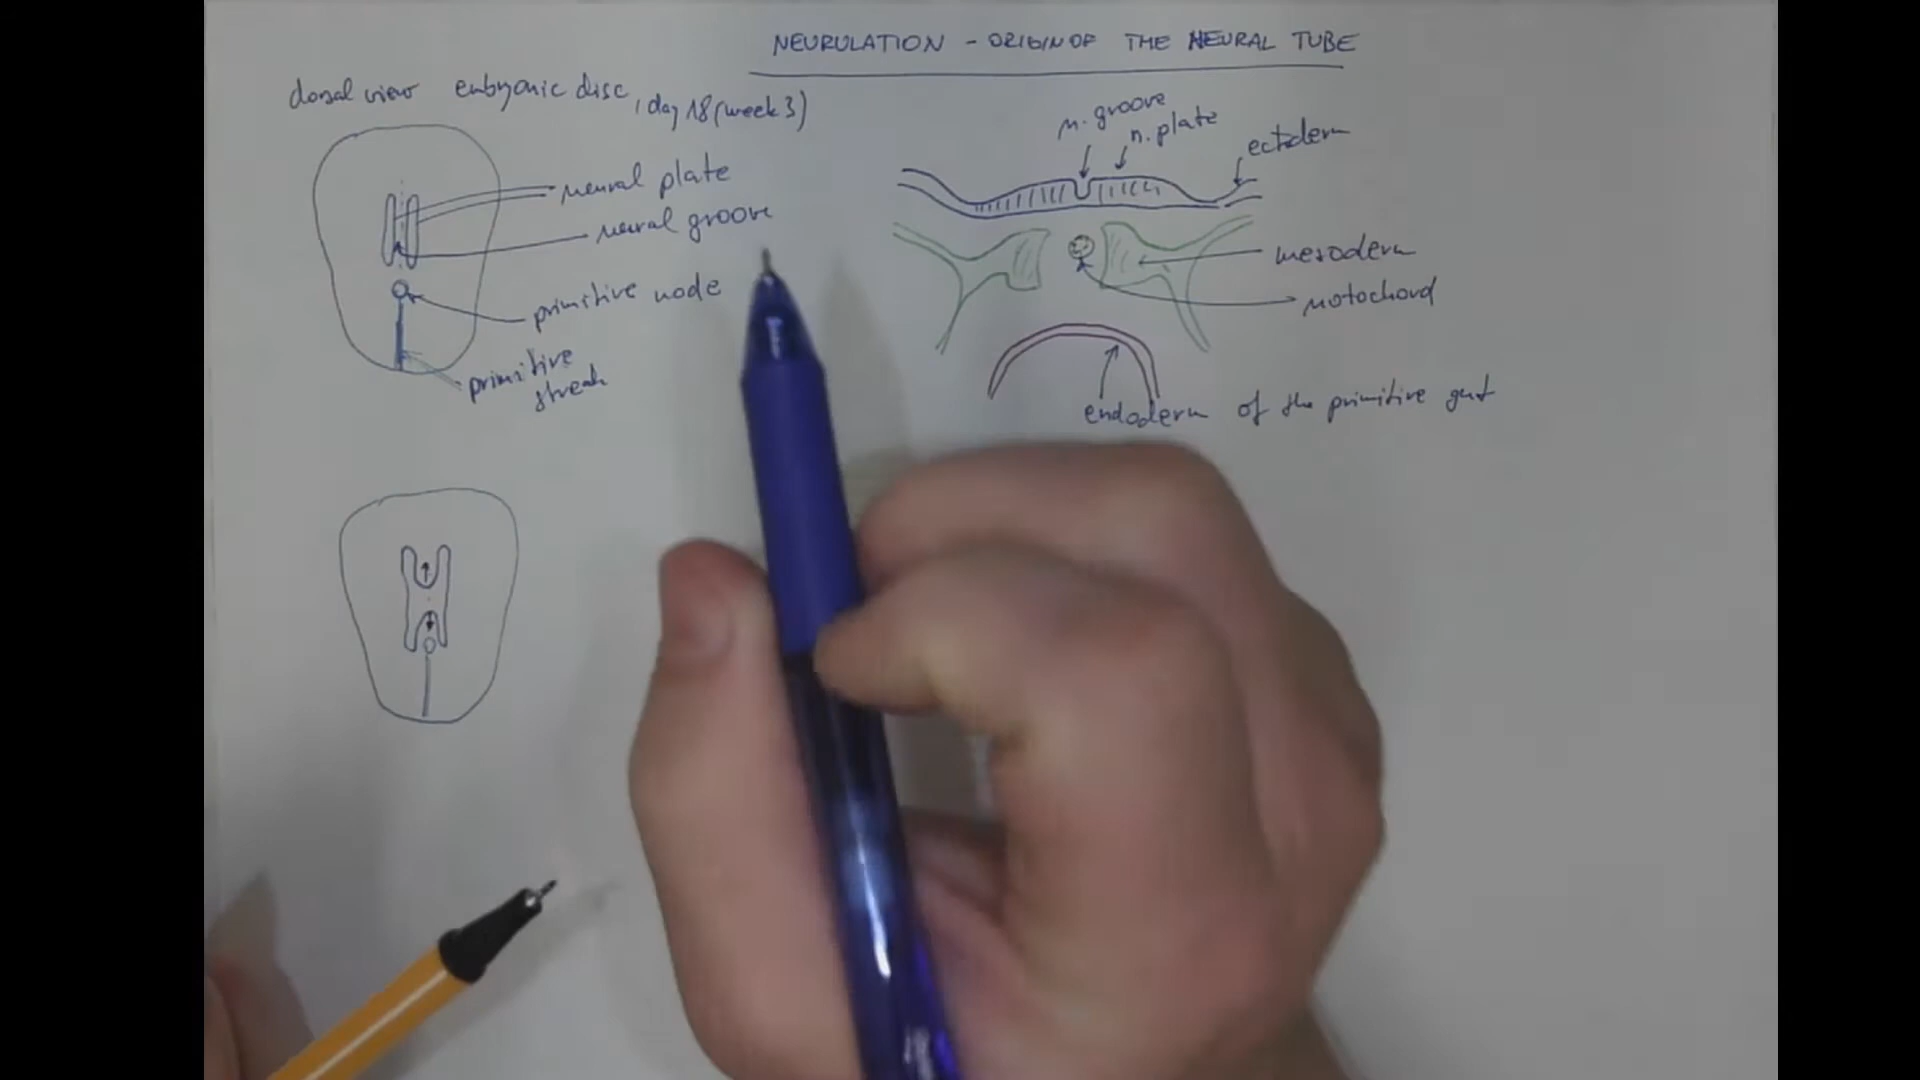 NEURULATION - ORIGIN OF THE NEURAL TUBE
dorsal view embryonic disc, day 18 (week 3)
neural plate
neural groove
primitive node
primitive
streak
n. groove
n. plate
ectoderm
mesoderm
notochord
endoderm of the primitive gut